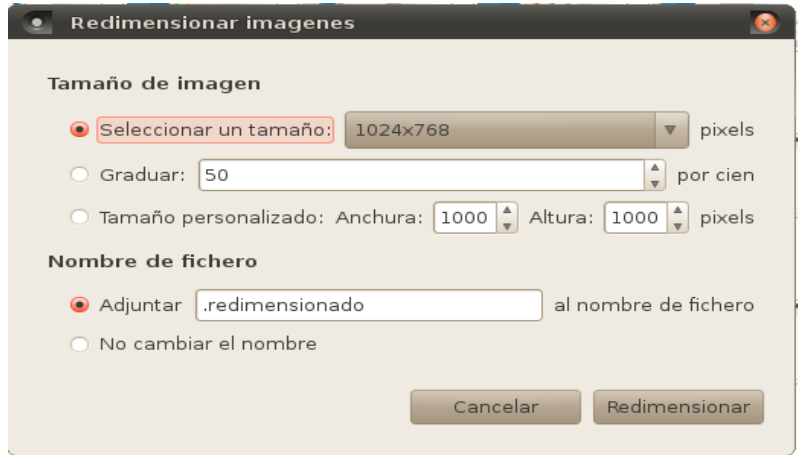 Redimensionar imagenes
Tamaño de imagen
Seleccionar un tamaño: 1024x768 pixels
Graduar: 50 por cien
Tamaño personalizado: Anchura: 1000 Altura: 1000 pixels
Nombre de fichero
Adjuntar .redimensionado al nombre de fichero
No cambiar el nombre
Cancelar Redimensionar